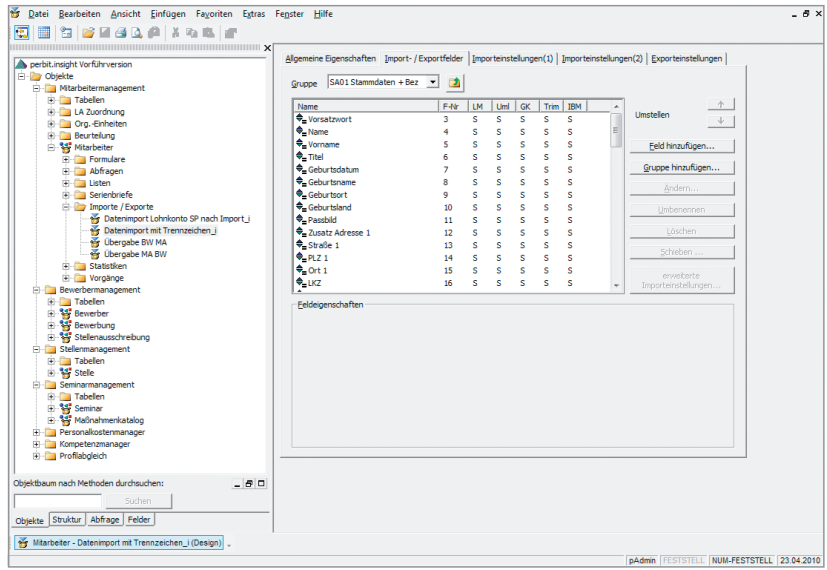 Datei Bearbeiten Ansicht Einfügen Favoriten Extras Fenster Hilfe
perbit.insight Vorführversion
Objekte
Mitarbeitermanagement
Tabellen
LA Zuordnung
Org.-Einheiten
Beurteilung
Mitarbeiter
Formulare
Abfragen
Listen
Serienbriefe
Importe / Exporte
Datenimport Lohnkonto SP nach Import_i
Datenimport mit Trennzeichen_i
Übergabe BW MA
Übergabe MA BW
Statistiken
Vorgänge
Bewerbermanagement
Tabellen
Bewerber
Bewerbung
Stellenausschreibung
Stellenmanagement
Tabellen
Stelle
Seminarmanagement
Tabellen
Seminar
Maßnahmenkatalog
Personalkostenmanager
Kompetenzmanager
Profilabgleich
Objektbaum nach Methoden durchsuchen:
Suchen
Objekte Struktur Abfrage Felder
Allgemeine Eigenschaften Import- / Exportfelder Importeinstellungen(1) Importeinstellungen(2) Exporteinstellungen
Gruppe SA01 Stammdaten + Bez
Name F-Nr LM Uml GK Trim IBM
Vorsatzwort 3 S S S S S
Name 4 S S S S S
Vorname 5 S S S S S
Titel 6 S S S S S
Geburtsdatum 7 S S S S S
Geburtsname 8 S S S S S
Geburtsort 9 S S S S S
Geburtsland 10 S S S S S
Passbild 11 S S S S S
Zusatz Adresse 1 12 S S S S S
Straße 1 13 S S S S S
PLZ 1 14 S S S S S
Ort 1 15 S S S S S
LKZ 16 S S S S S
Umstellen
Feld hinzufügen...
Gruppe hinzufügen...
Ändern...
Umbenennen
Löschen
Schieben ...
erweiterte
Importeinstellungen...
Feldeigenschaften
Mitarbeiter - Datenimport mit Trennzeichen_i (Design)
pAdmin FESTSTELL NUM-FESTSTELL 23.04.2010